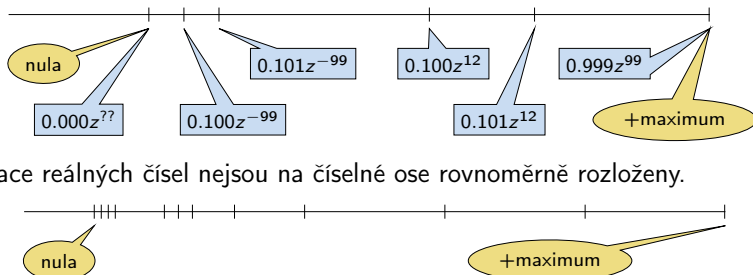 nula
0.101z⁻⁹⁹
0.100z¹²
0.999z⁹⁹
0.000z^??
0.100z⁻⁹⁹
0.101z¹²
+maximum
ace reálných čísel nejsou na číselné ose rovnoměrně rozloženy.
nula
+maximum